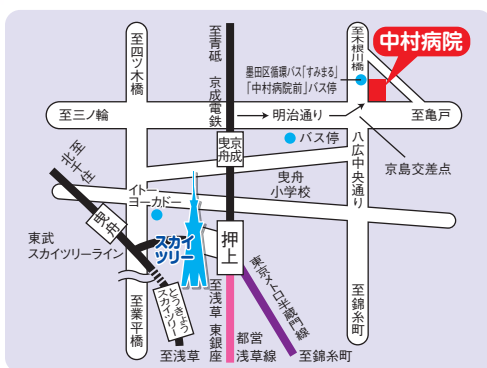 至四ツ木橋
至青砥
京成電鉄
至木根川橋
中村病院
墨田区循環バス「すみまる」
「中村病院前」バス停
至三ノ輪
明治通り
至亀戸
京成曳舟
バス停
八広中央通り
京島交差点
北至千住
曳舟小学校
イトーヨーカドー
曳舟
スカイ
ツリー
東武
スカイツリーライン
押上
東京メトロ半蔵門線
とうきょうスカイツリー
至業平橋
至浅草
至浅草
東銀座
都営
浅草線
至錦糸町
至錦糸町